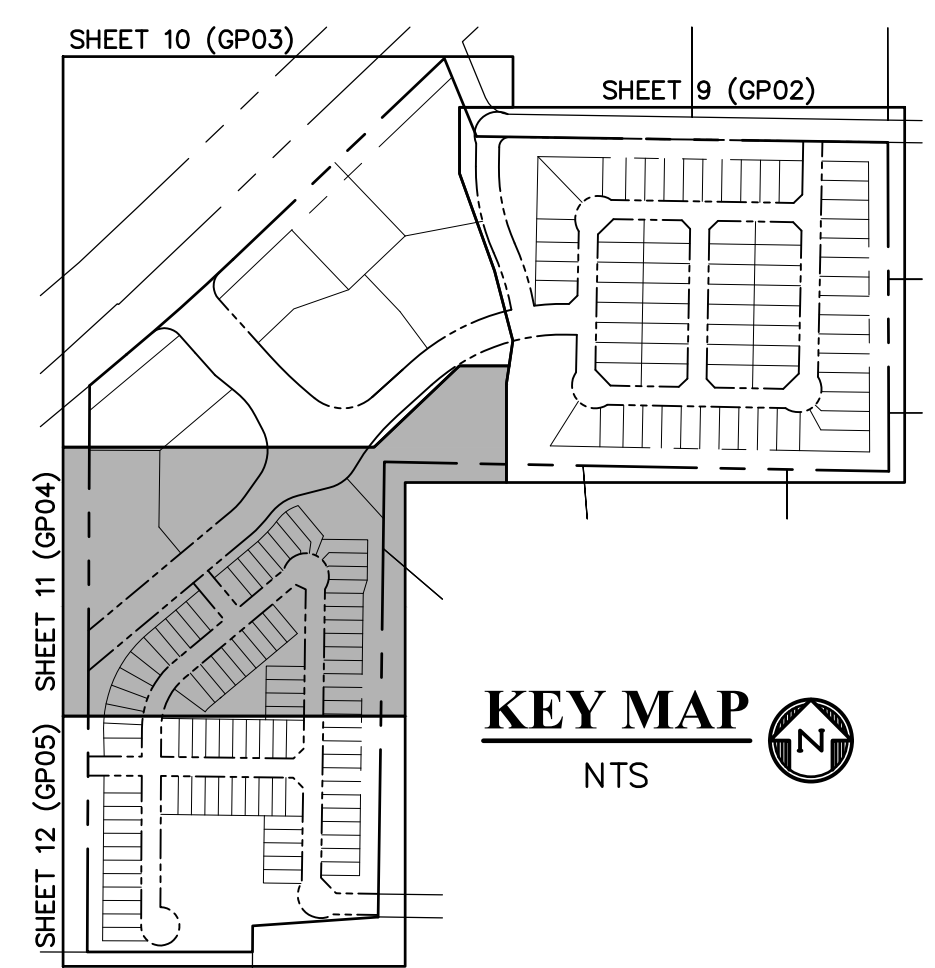 SHEET 10 (GP03)
SHEET 9 (GP02)
SHEET 11 (GP04)
SHEET 12 (GP05)
KEY MAP
N
NTS